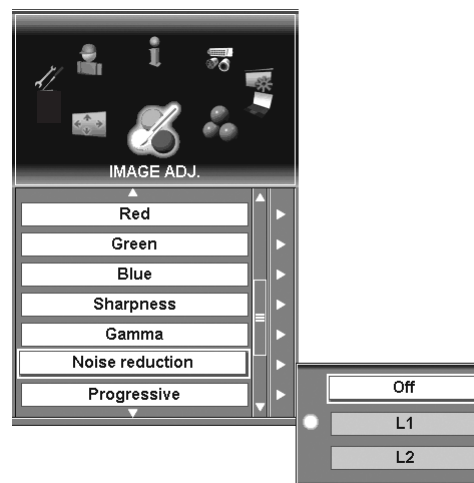 IMAGE ADJ.
Red
Green
Blue
Sharpness
Gamma
Noise reduction
Progressive
Off
L1
L2